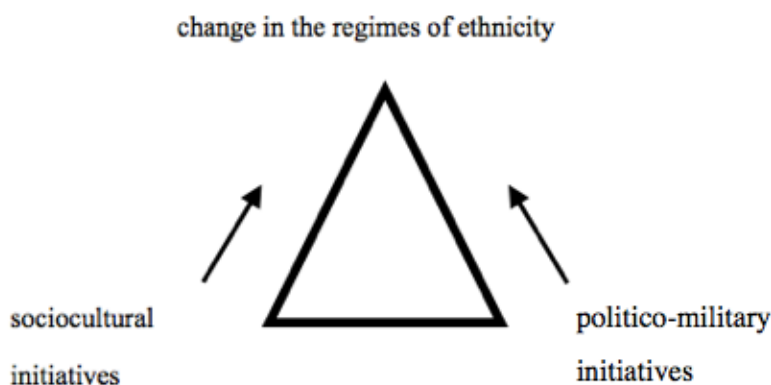 change in the regimes of ethnicity
sociocultural
initiatives
politico-military
initiatives